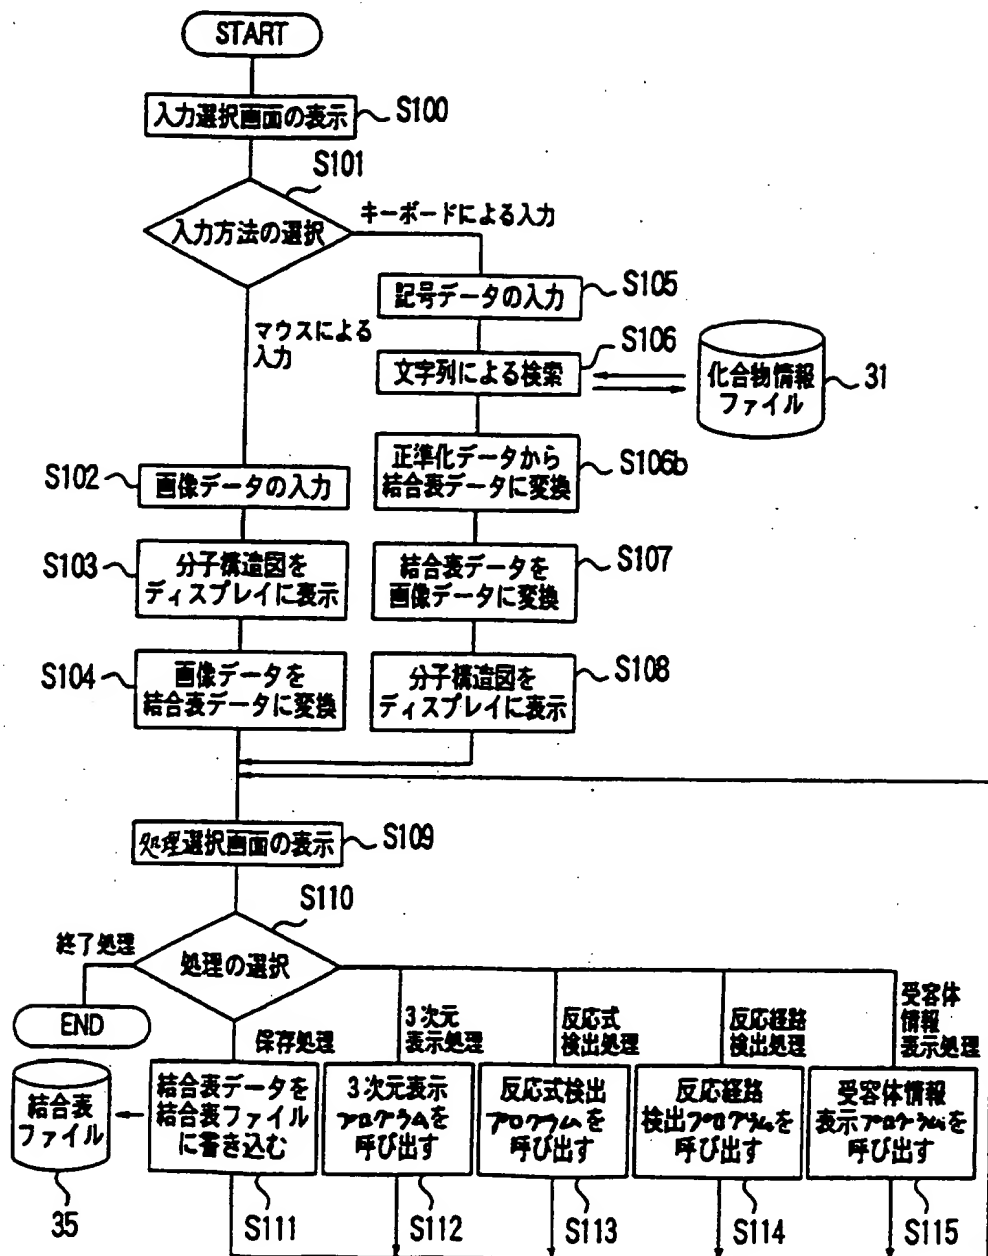 START
入力選択画面の表示
S100
S101
入力方法の選択
キーボードによる入力
マウスによる
入力
記号データの入力
S105
文字列による検索
S106
化合物情報
ファイル
31
正準化データから
結合表データに変換
S106b
S102
画像データの入力
S103
分子構造図を
ディスプレイに表示
結合表データを
画像データに変換
S107
S104
画像データを
結合表データに変換
分子構造図を
ディスプレイに表示
S108
処理選択画面の表示
S109
S110
処理の選択
終了処理
END
保存処理
3次元
表示処理
反応式
検出処理
反応経路
検出処理
受容体
情報
表示処理
結合表
ファイル
35
結合表データを
結合表ファイル
に書き込む
S111
3次元表示
プログラムを
呼び出す
S112
反応式検出
プログラムを
呼び出す
S113
反応経路
検出プログラムを
呼び出す
S114
受容体情報
表示プログラムを
呼び出す
S115